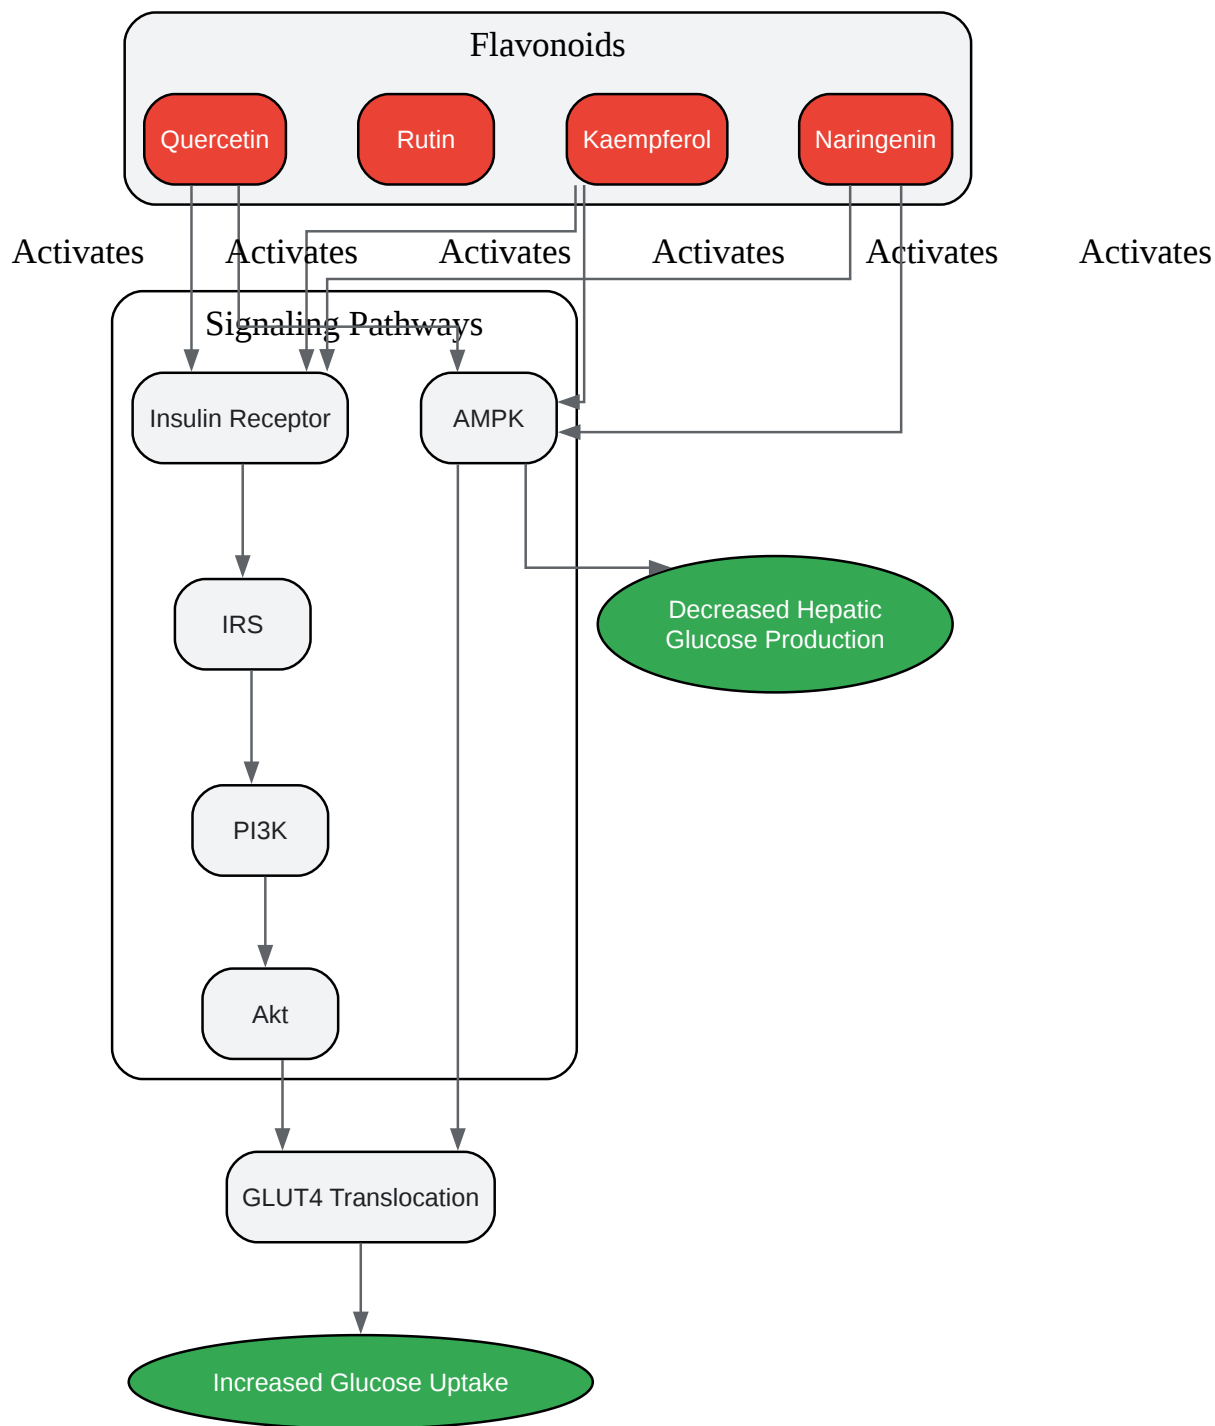 Flavonoids
Quercetin
Rutin
Kaempferol
Naringenin
Activates
Activates
Activates
Activates
Activates
Activates
Signaling Pathways
Insulin Receptor
AMPK
IRS
Decreased Hepatic
Glucose Production
PI3K
Akt
GLUT4 Translocation
Increased Glucose Uptake